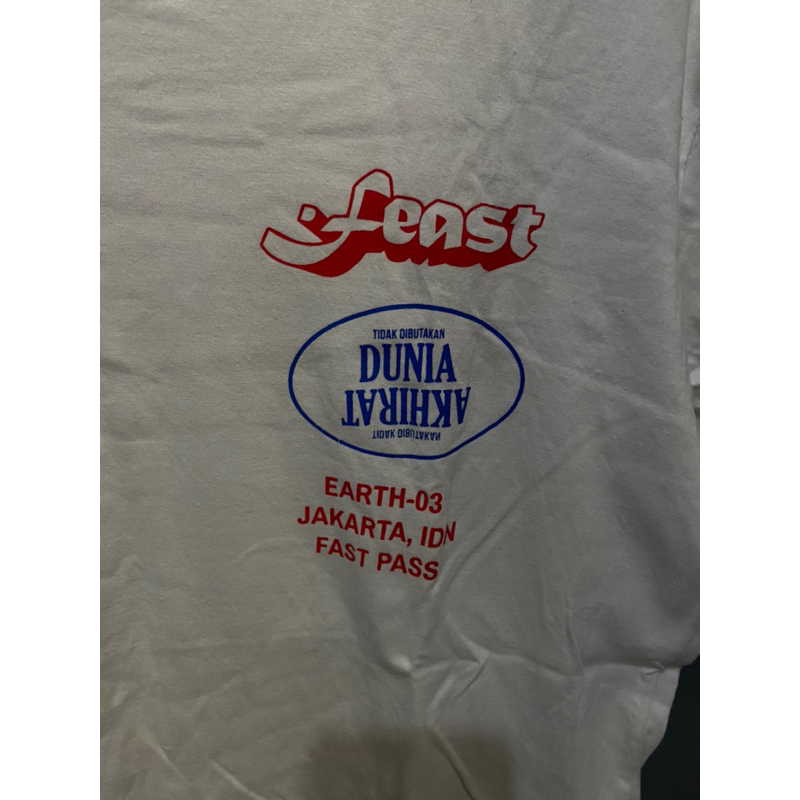 .feast
TIDAK DIBUTAKAN
DUNIA
AKHIRAT
TIDAK DIBUTAKAN
EARTH-03
JAKARTA, IDN
FAST PASS